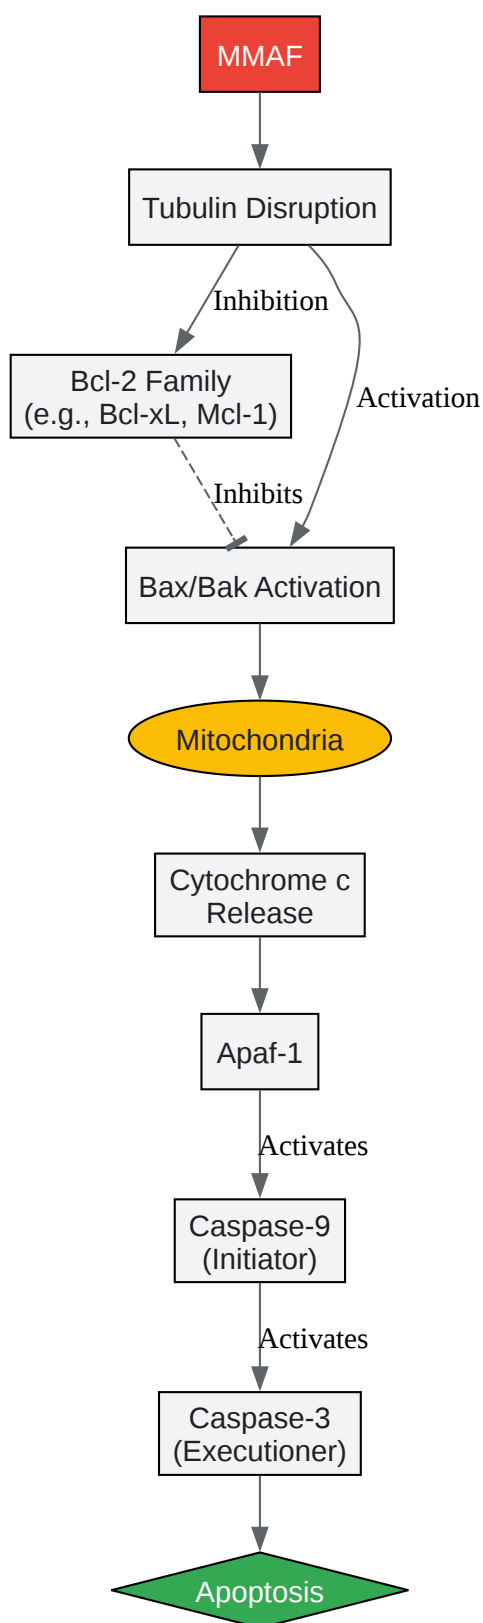 MMAF
Tubulin Disruption
Inhibition
Activation
Bcl-2 Family
(e.g., Bcl-xL, Mcl-1)
Inhibits
Bax/Bak Activation
Mitochondria
Cytochrome c
Release
Apaf-1
Activates
Caspase-9
(Initiator)
Activates
Caspase-3
(Executioner)
Apoptosis